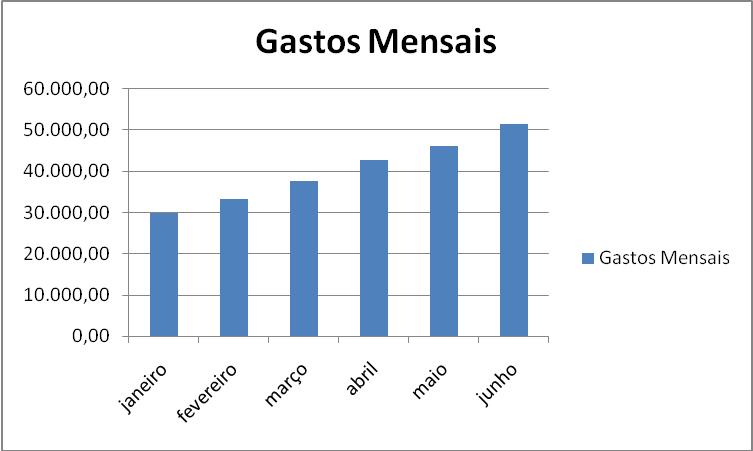 Gastos Mensais
60.000,00
50.000,00
40.000,00
30.000,00
20.000,00
10.000,00
0,00
janeiro
fevereiro
março
abril
maio
junho
Gastos Mensais